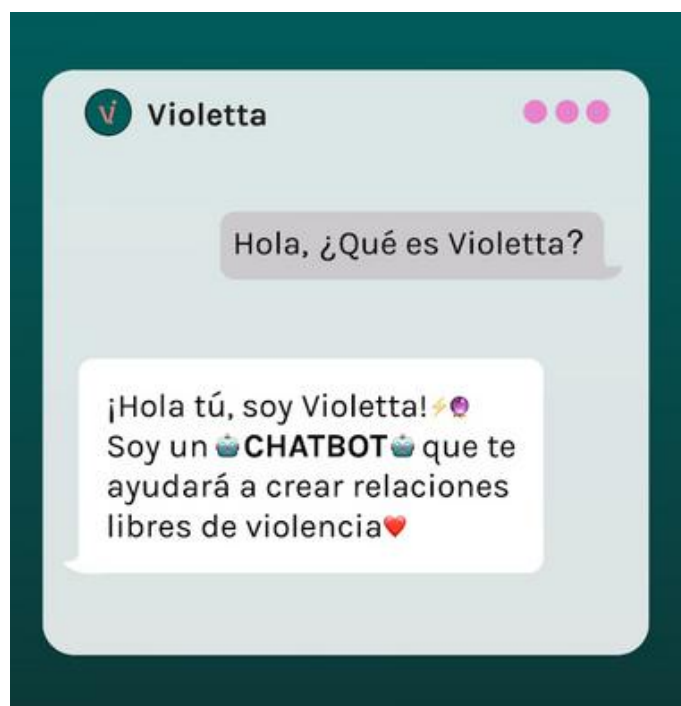 Vi Violetta
Hola, ¿Qué es Violetta?
¡Hola tú, soy Violetta!⚡🔮
Soy un 🤖CHATBOT🤖 que te
ayudará a crear relaciones
libres de violencia❤️